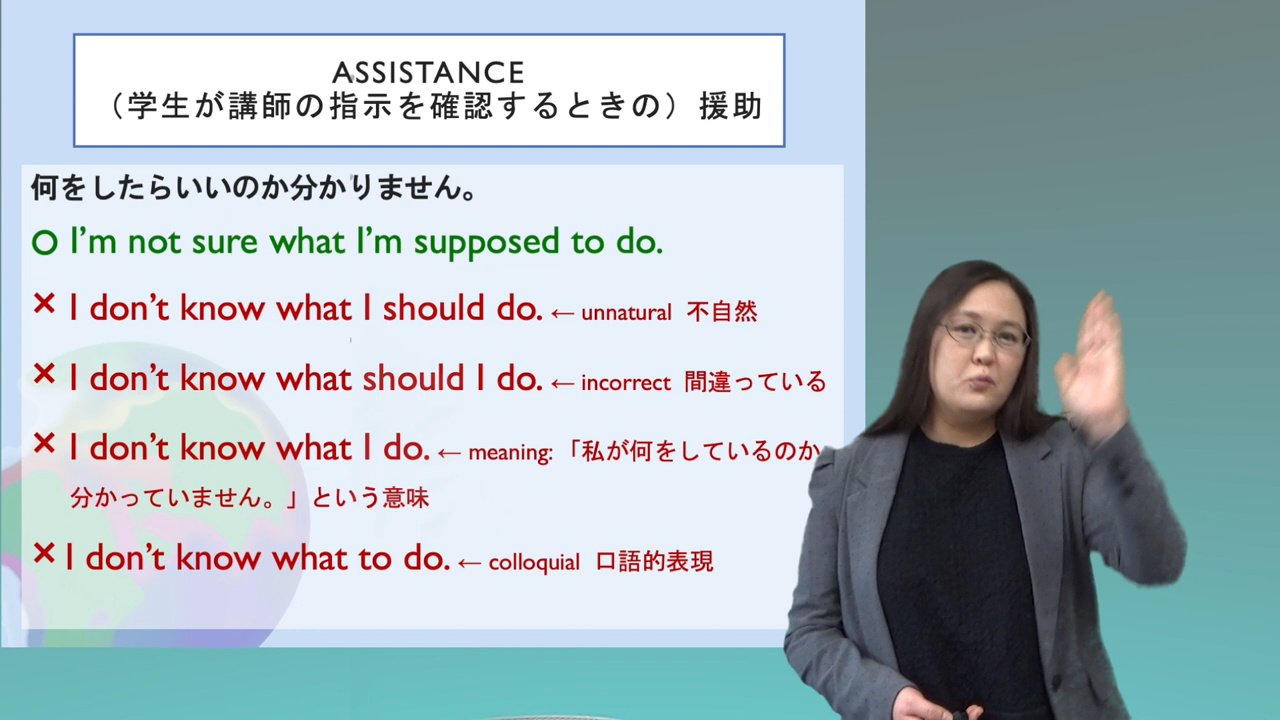 ASSISTANCE
（学生が講師の指示を確認するときの）援助
何をしたらいいのか分かりません。
○ I'm not sure what I'm supposed to do.
× I don't know what I should do. ← unnatural 不自然
× I don't know what should I do. ← incorrect 間違っている
× I don't know what I do. ← meaning: 「私が何をしているのか
分かっていません。」という意味
× I don't know what to do. ← colloquial 口語的表現